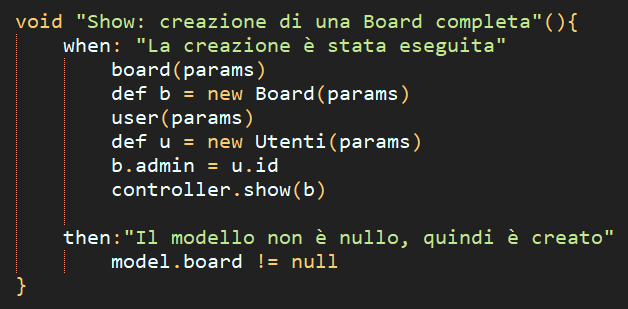 void "Show: creazione di una Board completa"(){
when: "La creazione è stata eseguita"
board(params)
def b = new Board(params)
user(params)
def u = new Utenti(params)
b.admin = u.id
controller.show(b)
then:"Il modello non è nullo, quindi è creato"
model.board != null
}